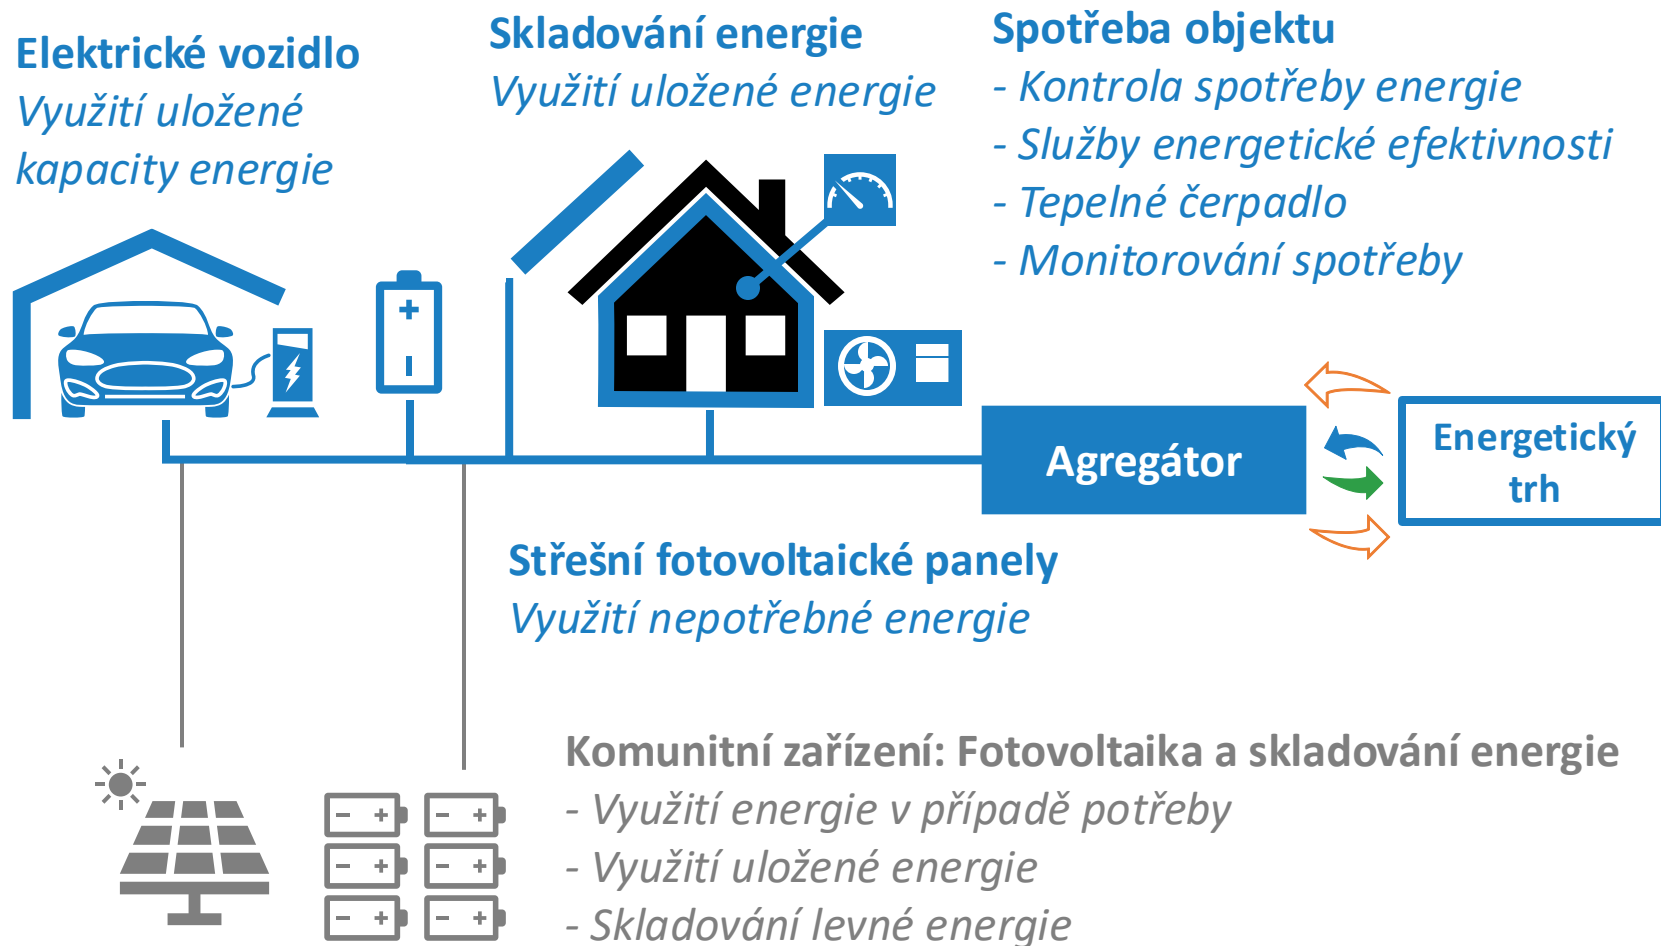 Elektrické vozidlo
Využití uložené
kapacity energie
Skladování energie
Využití uložené energie
Spotřeba objektu
- Kontrola spotřeby energie
- Služby energetické efektivnosti
- Tepelné čerpadlo
- Monitorování spotřeby
Agregátor
Energetický
trh
Střešní fotovoltaické panely
Využití nepotřebné energie
Komunitní zařízení: Fotovoltaika a skladování energie
- Využití energie v případě potřeby
- Využití uložené energie
- Skladování levné energie